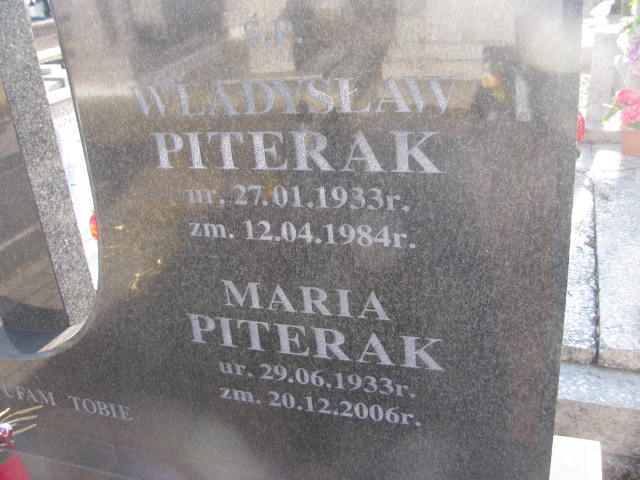 Ś.P.
WŁADYSŁAW
PITERAK
ur. 27.01.1933r.
zm. 12.04.1984r.
MARIA
PITERAK
ur. 29.06.1933r.
zm. 20.12.2006r.
UFAM TOBIE